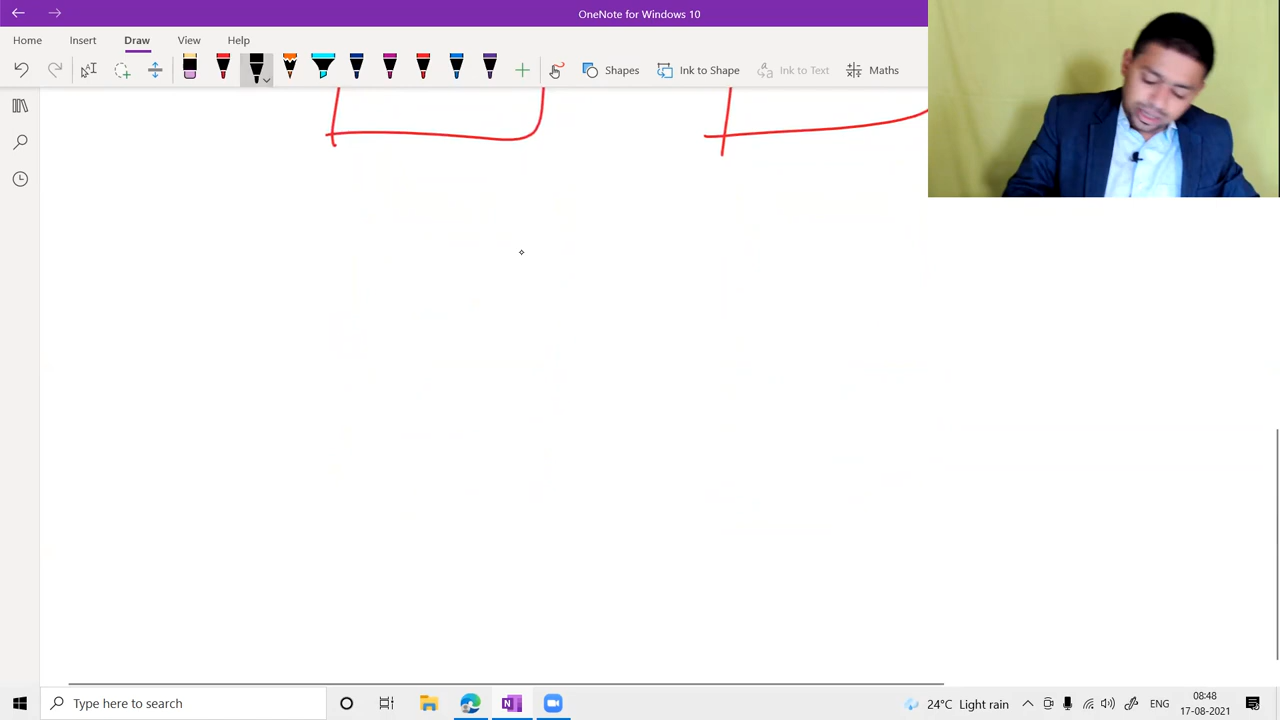 OneNote for Windows 10
Home Insert Draw View Help
Shapes Ink to Shape Ink to Text Maths
Type here to search
24°C Light rain ENG 08:48
17-08-2021